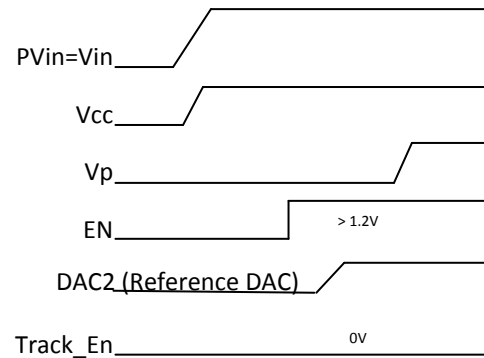 PVin=Vin
Vcc
Vp
EN
> 1.2V
DAC2 (Reference DAC)
Track_En
0V